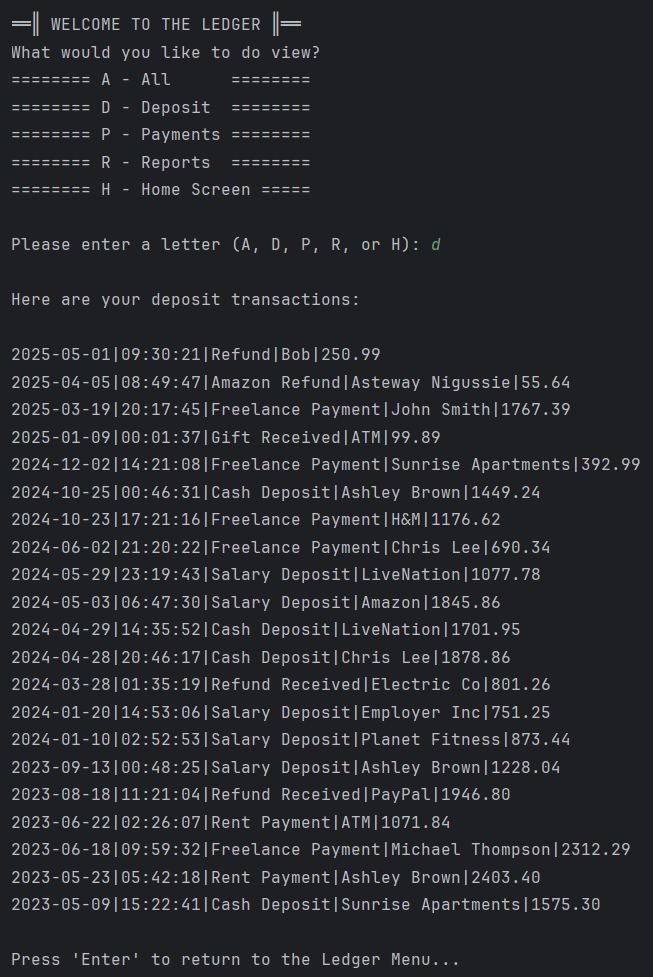 ══╣ WELCOME TO THE LEDGER ╠══
What would you like to do view?
======== A - All      ========
======== D - Deposit  ========
======== P - Payments ========
======== R - Reports  ========
======== H - Home Screen =====
Please enter a letter (A, D, P, R, or H): d
Here are your deposit transactions:
2025-05-01|09:30:21|Refund|Bob|250.99
2025-04-05|08:49:47|Amazon Refund|Asteway Nigussie|55.64
2025-03-19|20:17:45|Freelance Payment|John Smith|1767.39
2025-01-09|00:01:37|Gift Received|ATM|99.89
2024-12-02|14:21:08|Freelance Payment|Sunrise Apartments|392.99
2024-10-25|00:46:31|Cash Deposit|Ashley Brown|1449.24
2024-10-23|17:21:16|Freelance Payment|H&M|1176.62
2024-06-02|21:20:22|Freelance Payment|Chris Lee|690.34
2024-05-29|23:19:43|Salary Deposit|LiveNation|1077.78
2024-05-03|06:47:30|Salary Deposit|Amazon|1845.86
2024-04-29|14:35:52|Cash Deposit|LiveNation|1701.95
2024-04-28|20:46:17|Cash Deposit|Chris Lee|1878.86
2024-03-28|01:35:19|Refund Received|Electric Co|801.26
2024-01-20|14:53:06|Salary Deposit|Employer Inc|751.25
2024-01-10|02:52:53|Salary Deposit|Planet Fitness|873.44
2023-09-13|00:48:25|Salary Deposit|Ashley Brown|1228.04
2023-08-18|11:21:04|Refund Received|PayPal|1946.80
2023-06-22|02:26:07|Rent Payment|ATM|1071.84
2023-06-18|09:59:32|Freelance Payment|Michael Thompson|2312.29
2023-05-23|05:42:18|Rent Payment|Ashley Brown|2403.40
2023-05-09|15:22:41|Cash Deposit|Sunrise Apartments|1575.30
Press 'Enter' to return to the Ledger Menu...